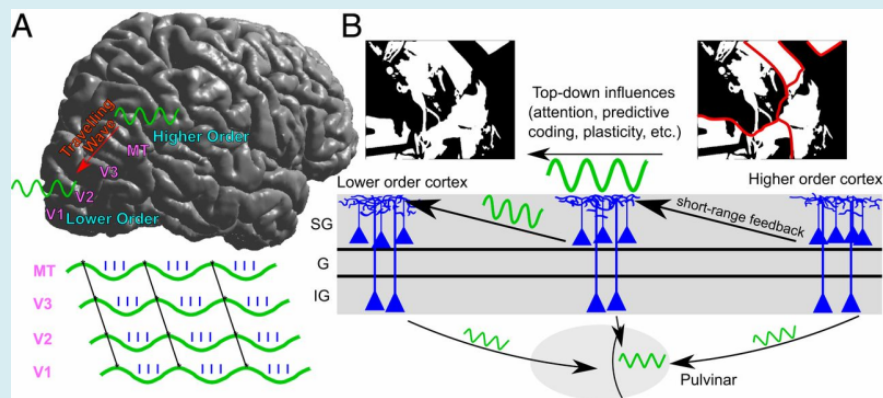 A
Travelling
Wave
Higher Order
MT
V3
V2
V1
Lower Order
MT
V3
V2
V1
B
Top-down influences
(attention, predictive
coding, plasticity, etc.)
Lower order cortex
Higher order cortex
SG
short-range feedback
G
IG
Pulvinar